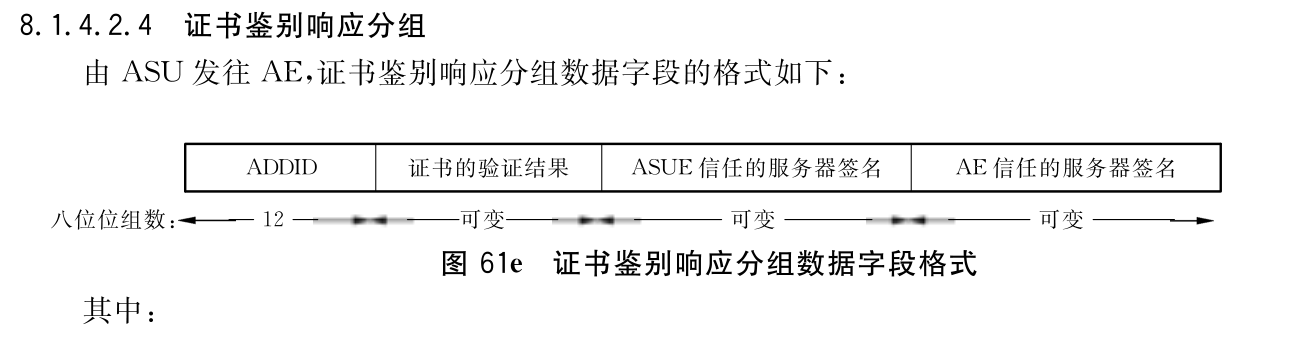 8.1.4.2.4 证书鉴别响应分组
由 ASU 发往 AE,证书鉴别响应分组数据字段的格式如下:
ADDID 证书的验证结果 ASUE 信任的服务器签名 AE 信任的服务器签名
八位位组数: 12 可变 可变 可变
图 61e 证书鉴别响应分组数据字段格式
其中: